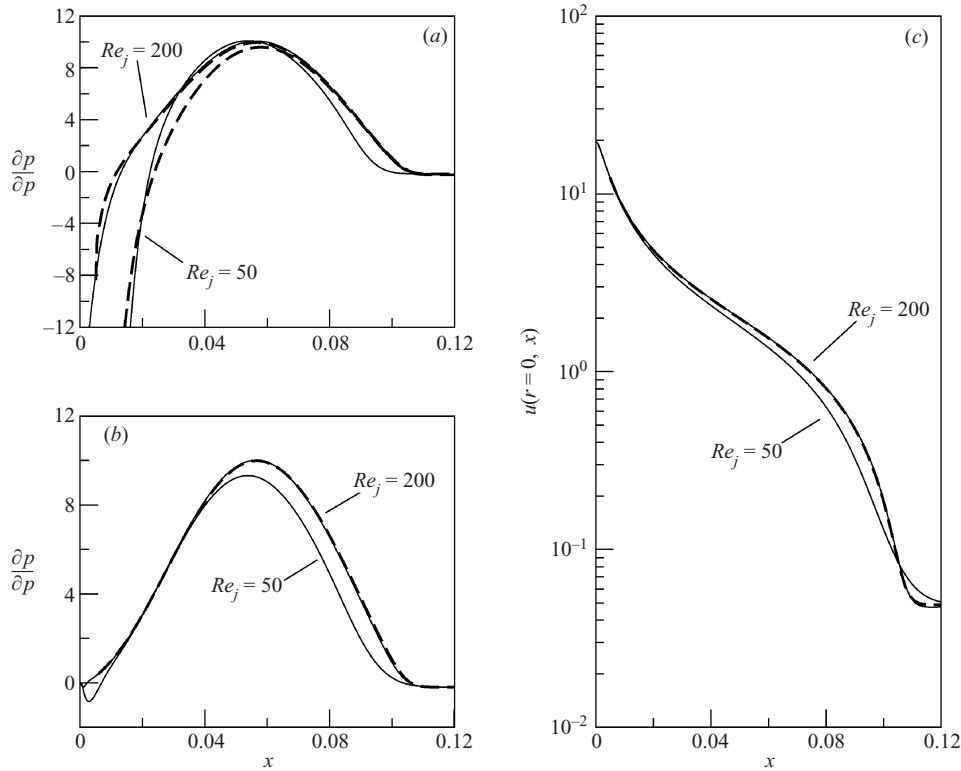 12
8
4
0
−4
−8
−12
∂p
∂p
Re_j = 200
(a)
Re_j = 50
0
0.04
0.08
0.12
12
8
4
0
∂p
∂p
(b)
Re_j = 200
Re_j = 50
0
0.04
0.08
0.12
x
10^2
10^1
10^0
10^–1
10^–2
u(r = 0, x)
(c)
Re_j = 200
Re_j = 50
0
0.04
0.08
0.12
x